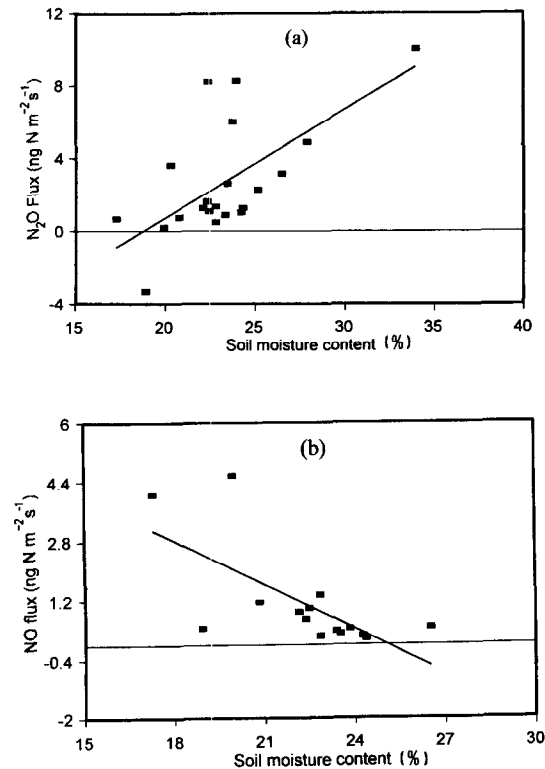 (a)
N₂O Flux (ng N m⁻² s⁻¹)
12
8
4
0
-4
15 20 25 30 35 40
Soil moisture content (%)
(b)
NO flux (ng N m⁻² s⁻¹)
6
4.4
2.8
1.2
-0.4
-2
15 18 21 24 27 30
Soil moisture content (%)